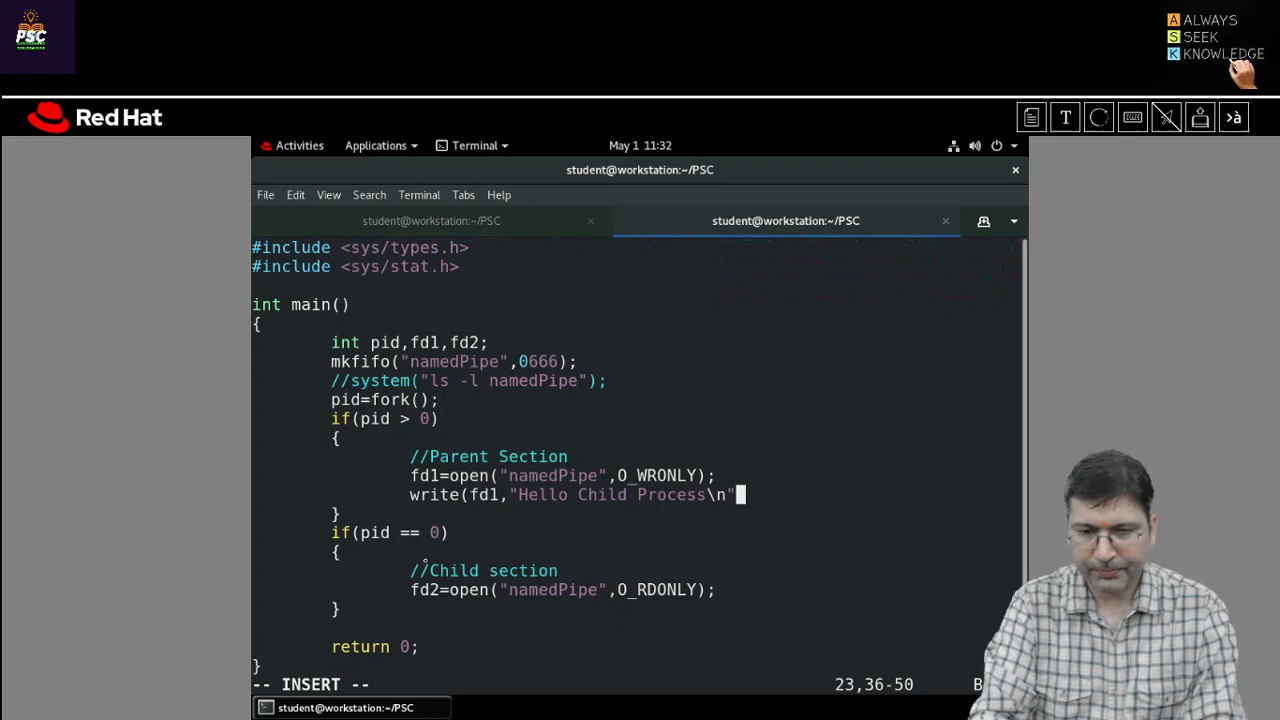 PSC
A ALWAYS
S SEEK
K KNOWLEDGE
Red Hat
T
>à
Activities Applications Terminal May 1 11:32
student@workstation:~/PSC
File Edit View Search Terminal Tabs Help
student@workstation:~/PSC student@workstation:~/PSC
#include <sys/types.h>
#include <sys/stat.h>
int main()
{
int pid,fd1,fd2;
mkfifo("namedPipe",0666);
//system("ls -l namedPipe");
pid=fork();
if(pid > 0)
{
//Parent Section
fd1=open("namedPipe",O_WRONLY);
write(fd1,"Hello Child Process\n"
}
if(pid == 0)
{
//Child section
fd2=open("namedPipe",O_RDONLY);
}
return 0;
}
-- INSERT -- 23,36-50 B
student@workstation:~/PSC